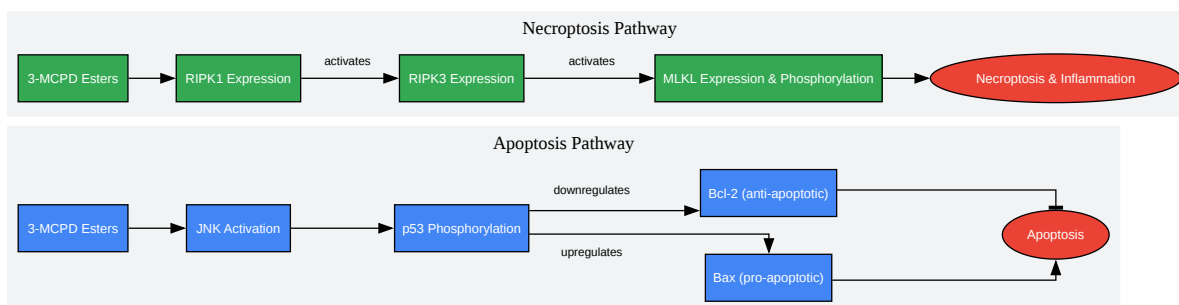 Necroptosis Pathway
3-MCPD Esters
RIPK1 Expression
activates
RIPK3 Expression
activates
MLKL Expression & Phosphorylation
Necroptosis & Inflammation
Apoptosis Pathway
3-MCPD Esters
JNK Activation
p53 Phosphorylation
downregulates
upregulates
Bcl-2 (anti-apoptotic)
Bax (pro-apoptotic)
Apoptosis